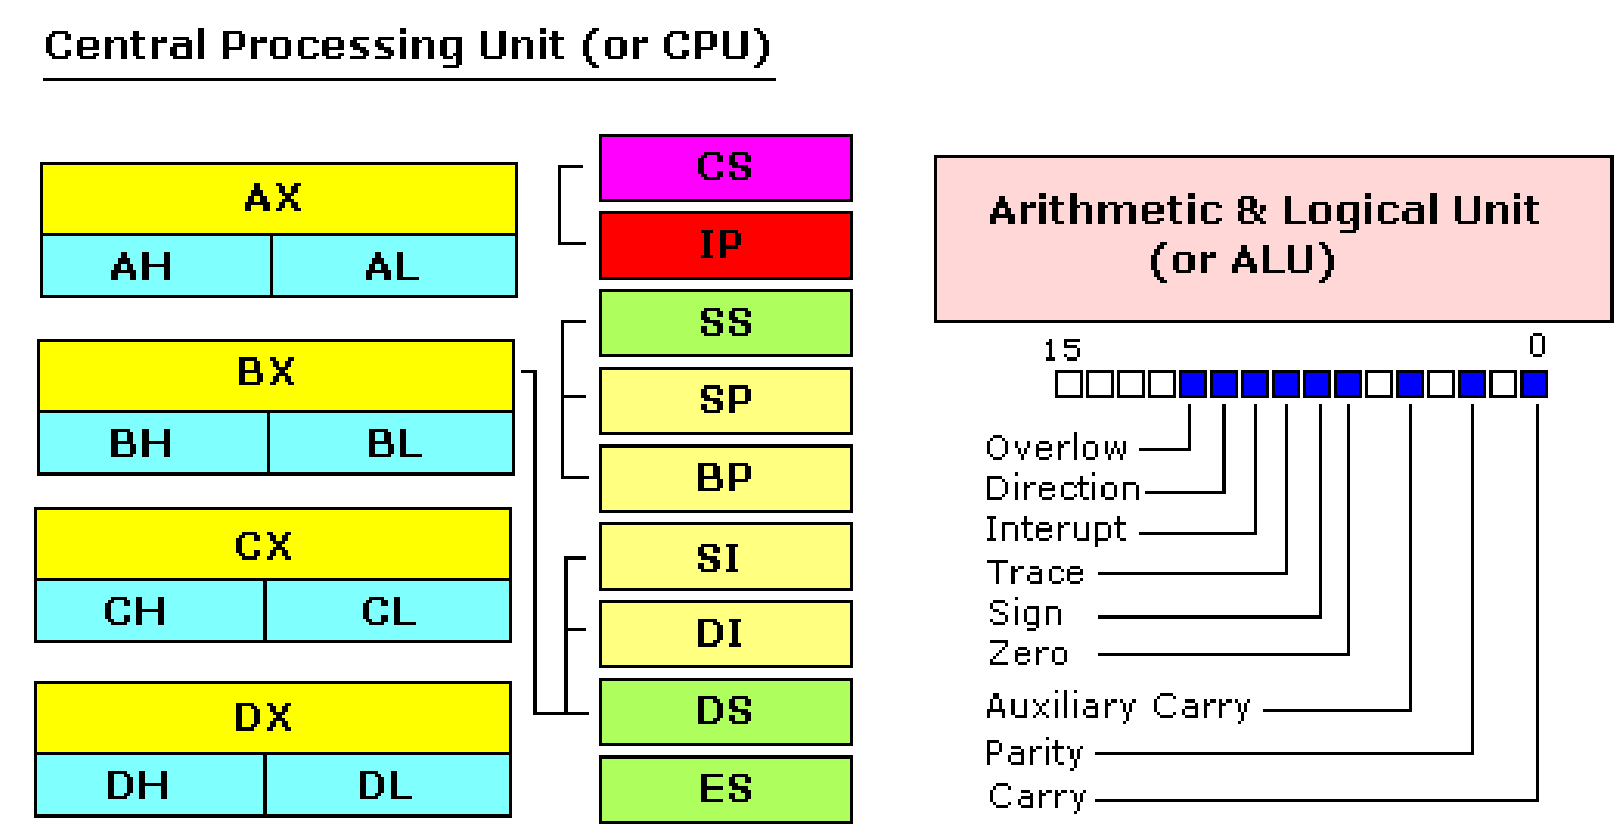 Central Processing Unit (or CPU)
AX
AH AL
BX
BH BL
CX
CH CL
DX
DH DL
CS
IP
SS
SP
BP
SI
DI
DS
ES
Arithmetic & Logical Unit
(or ALU)
15 0
Overlow
Direction
Interupt
Trace
Sign
Zero
Auxiliary Carry
Parity
Carry